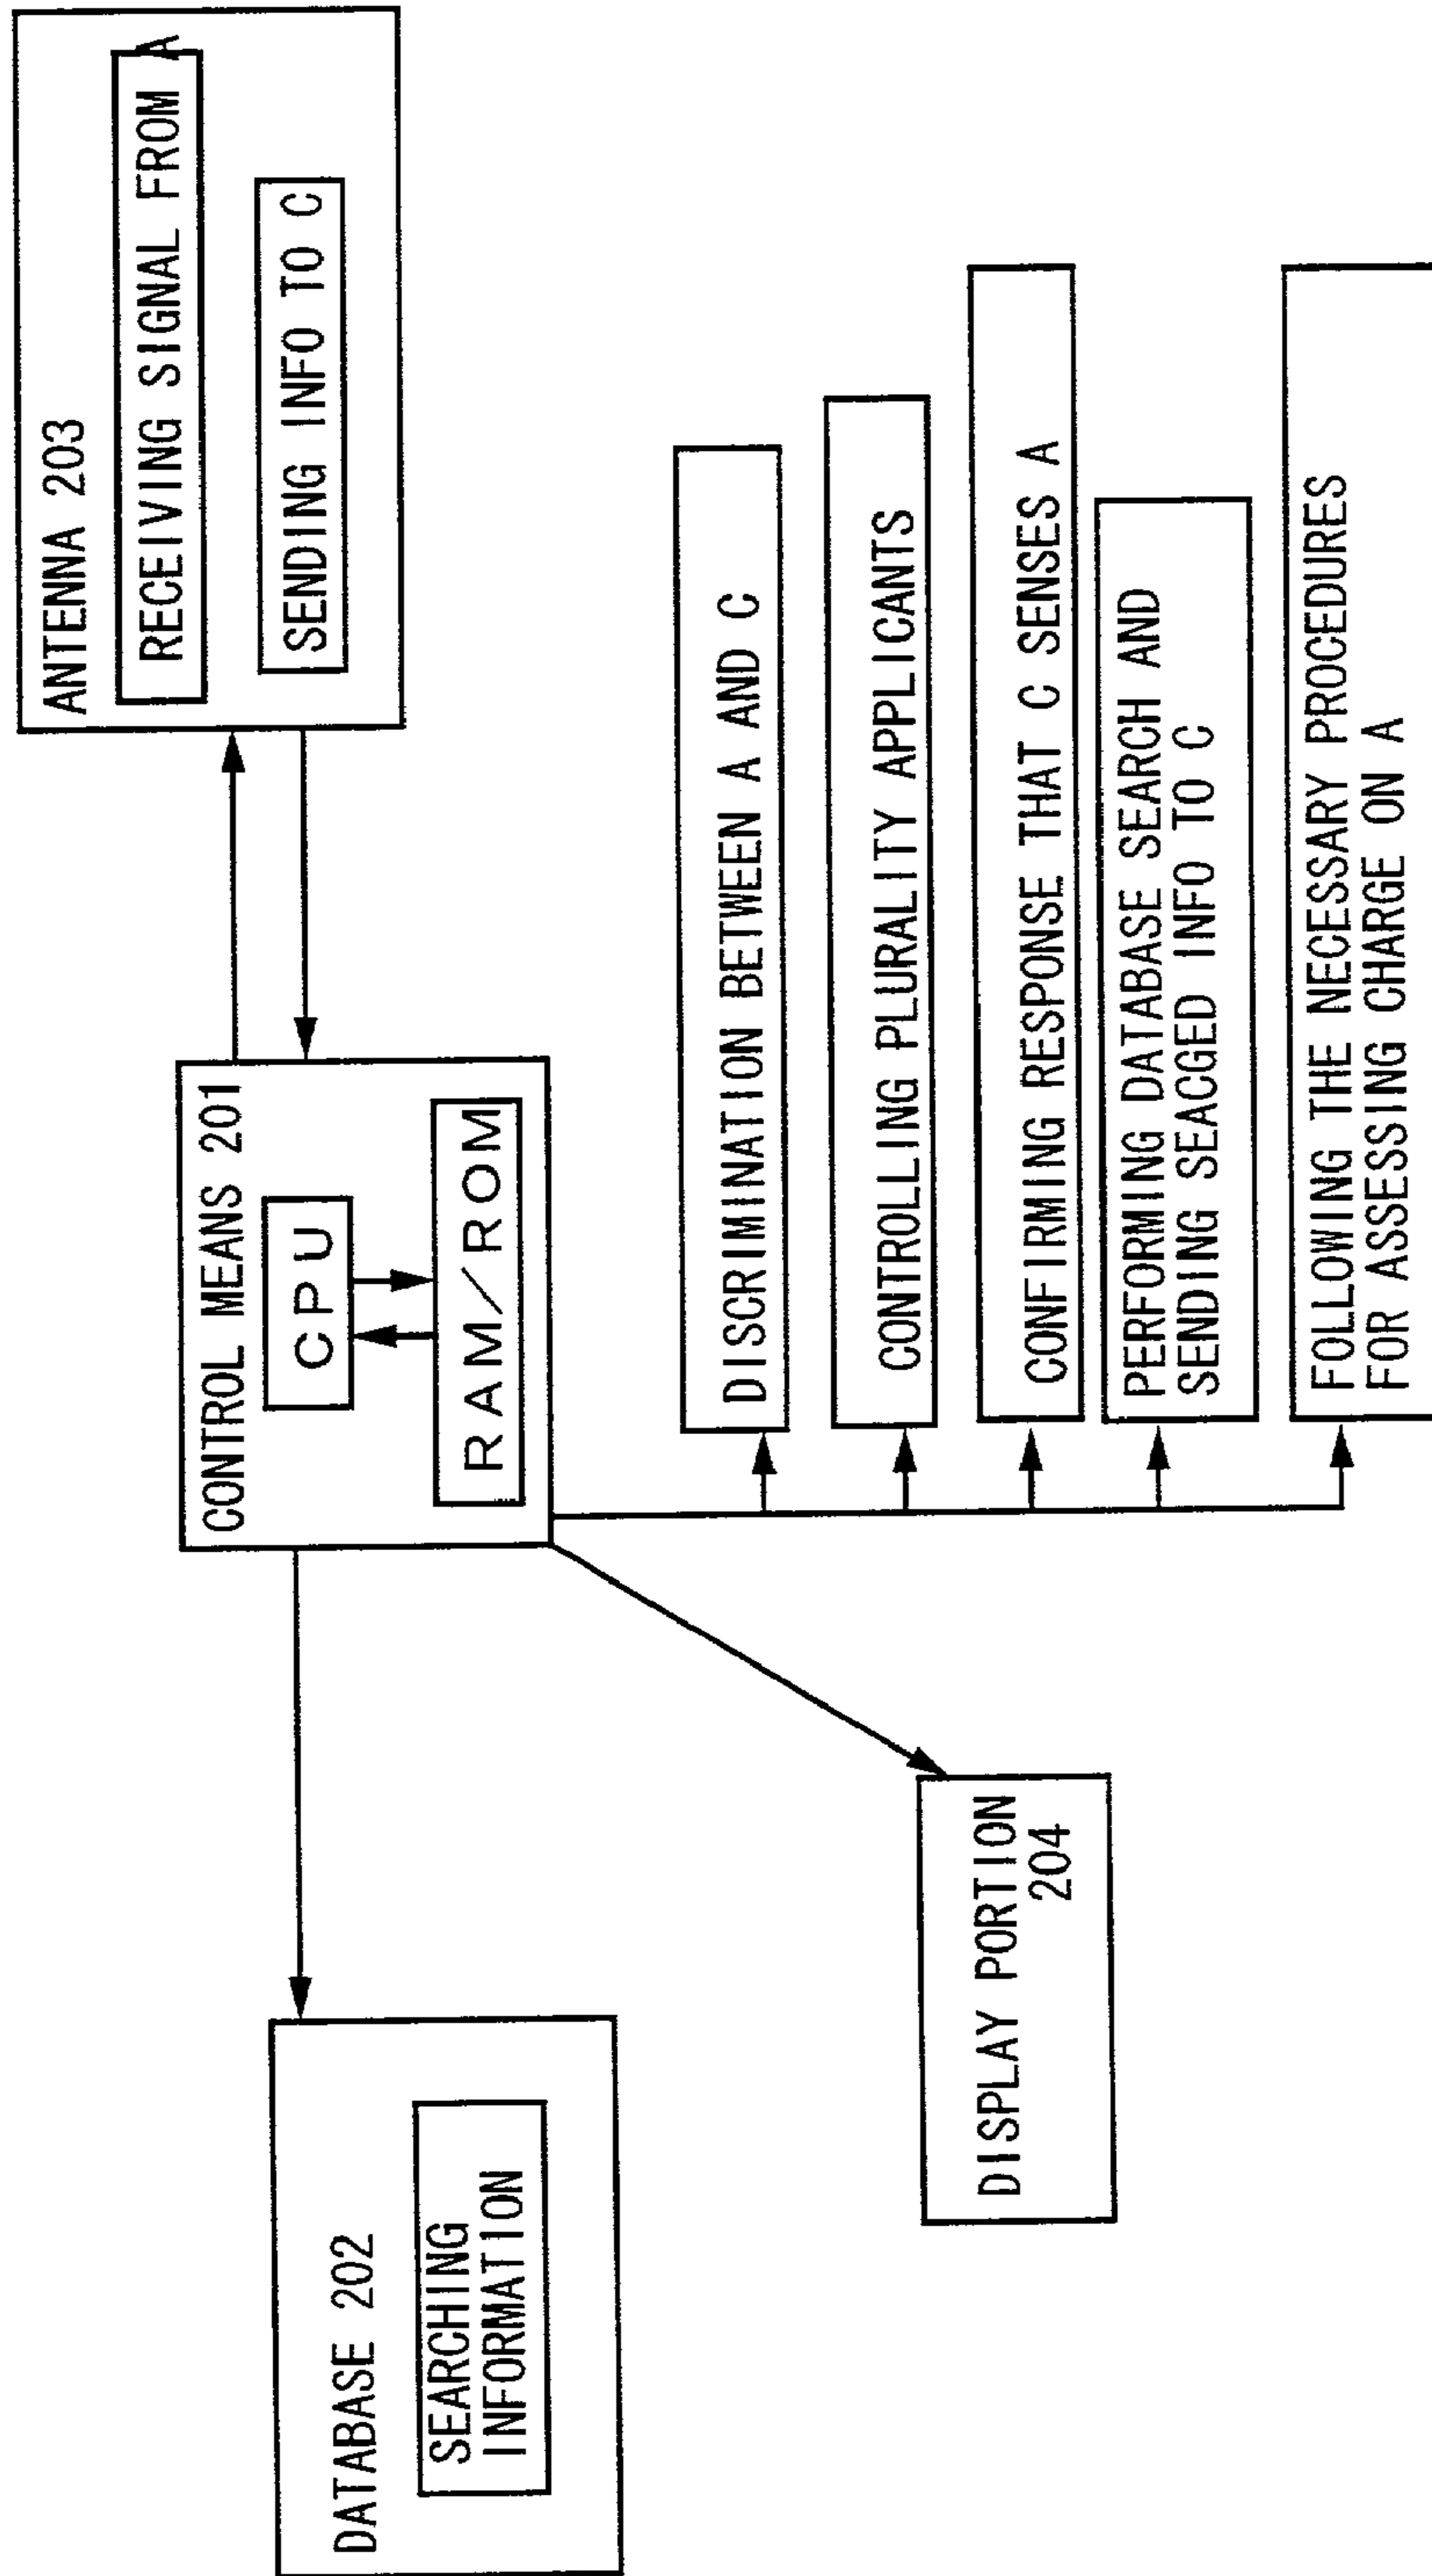 DATABASE 202
SEARCHING
INFORMATION
CONTROL MEANS 201
CPU
RAM/ROM
ANTENNA 203
RECEIVING SIGNAL FROM A
SENDING INFO TO C
DISPLAY PORTION
204
DISCRIMINATION BETWEEN A AND C
CONTROLLING PLURALITY APPLICANTS
CONFIRMING RESPONSE THAT C SENSES A
PERFORMING DATABASE SEARCH AND
SENDING SEACGED INFO TO C
FOLLOWING THE NECESSARY PROCEDURES
FOR ASSESSING CHARGE ON A